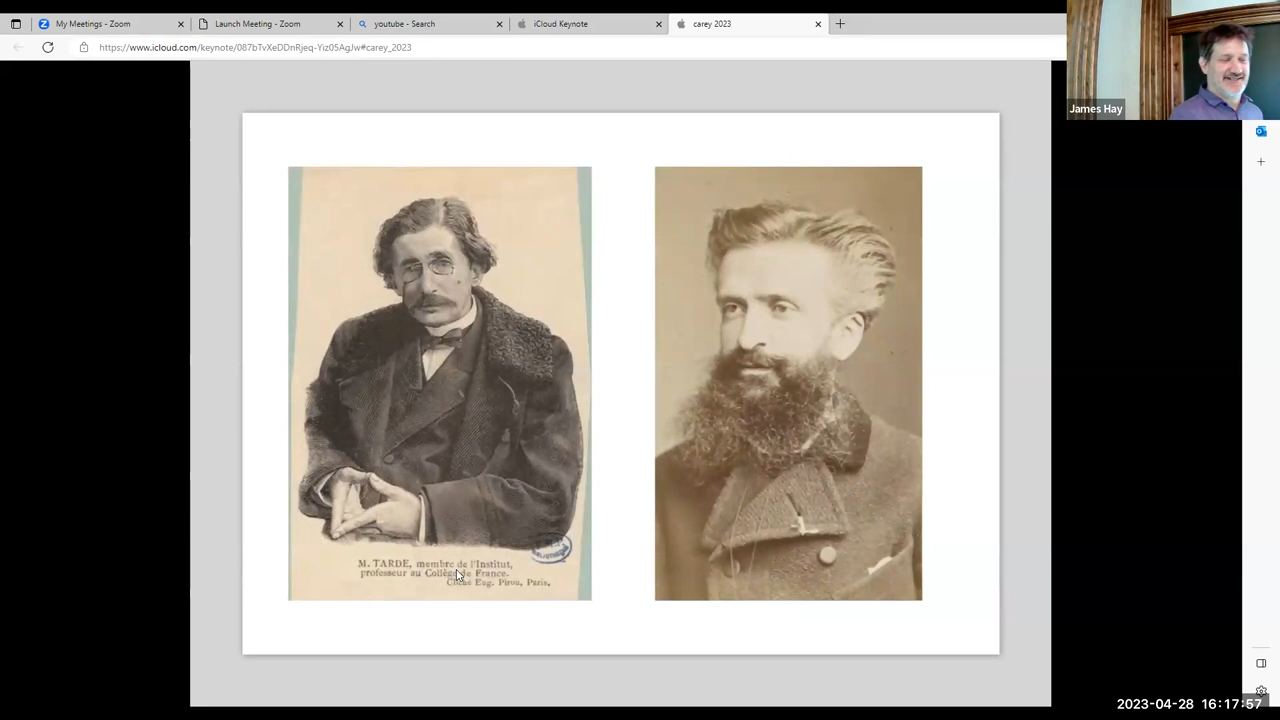 My Meetings - Zoom
Launch Meeting - Zoom
youtube - Search
iCloud Keynote
carey 2023
https://www.icloud.com/keynote/087bTvXeDDnRjeq-Yiz05AgJw#carey_2023
James Hay
M. TARDE, membre de l'Institut,
professeur au Collège de France.
Cliché Eug. Pirou, Paris.
2023-04-28 16:17:57